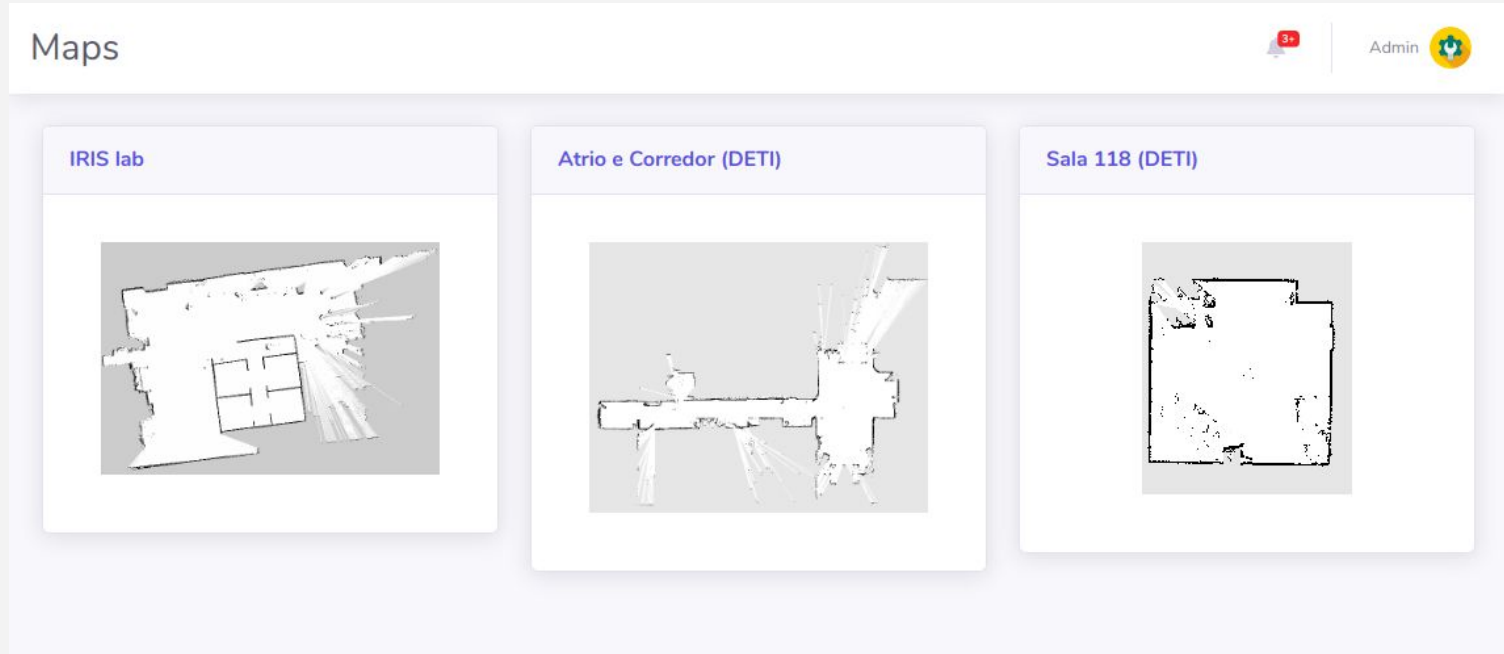 Maps
3+
Admin
IRIS lab
Atrio e Corredor (DETI)
Sala 118 (DETI)